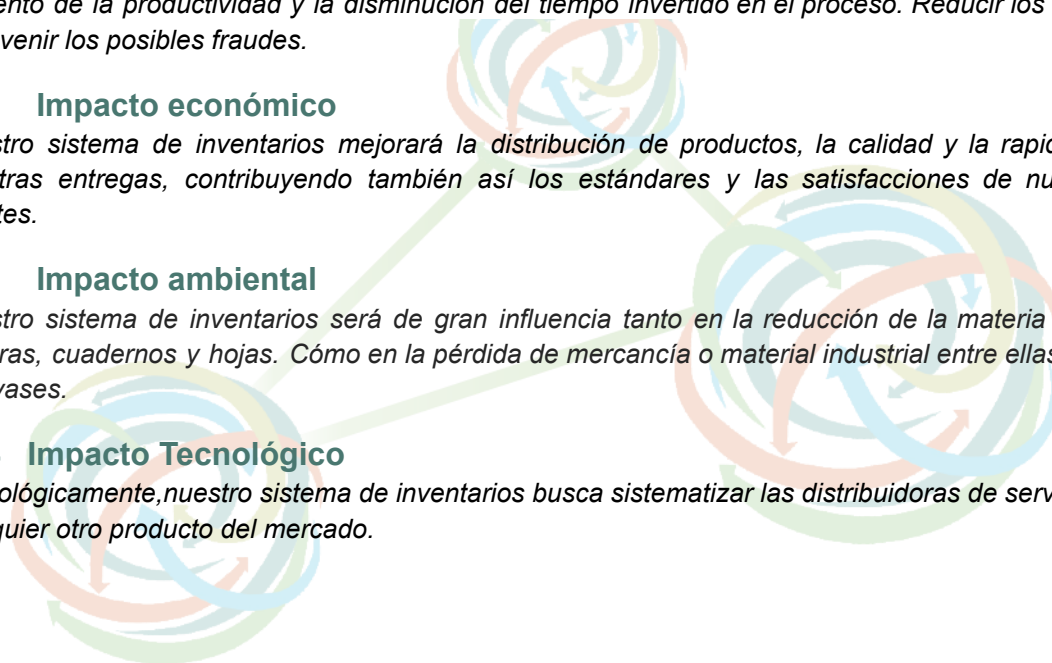 ento de la productividad y la disminución del tiempo invertido en el proceso. Reducir los
venir los posibles fraudes.
Impacto económico
stro sistema de inventarios mejorará la distribución de productos, la calidad y la rapic
tras entregas, contribuyendo también así los estándares y las satisfacciones de nu
tes.
Impacto ambiental
stro sistema de inventarios será de gran influencia tanto en la reducción de la materia
ras, cuadernos y hojas. Cómo en la pérdida de mercancía o material industrial entre ellas
vases.
Impacto Tecnológico
ológicamente,nuestro sistema de inventarios busca sistematizar las distribuidoras de serv
quier otro producto del mercado.